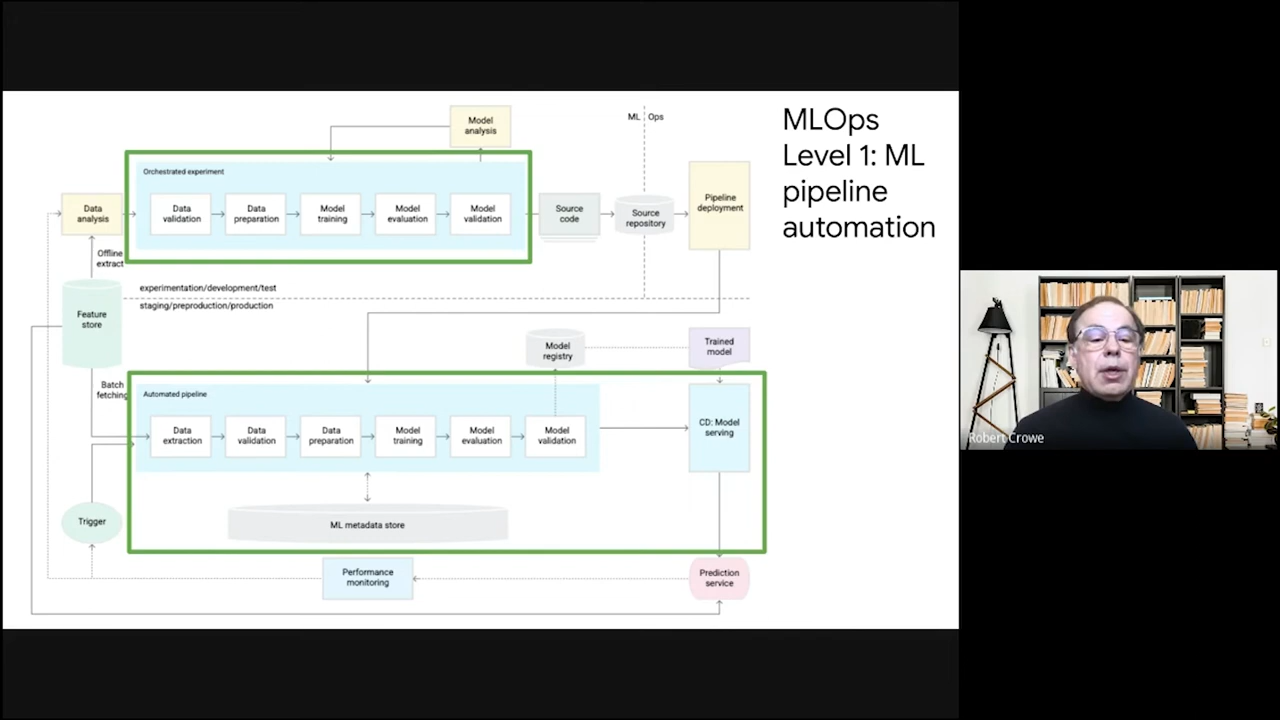 MLOps
Level 1: ML
pipeline
automation
Model
analysis
ML
Ops
Orchestrated experiment
Data
validation
Data
preparation
Model
training
Model
evaluation
Model
validation
Data
analysis
Source
code
Source
repository
Pipeline
deployment
Offline
extract
experimentation/development/test
staging/preproduction/production
Feature
store
Model
registry
Trained
model
Batch
fetching
Automated pipeline
Data
extraction
Data
validation
Data
preparation
Model
training
Model
evaluation
Model
validation
CD: Model
serving
Trigger
ML metadata store
Performance
monitoring
Prediction
service
Robert Crowe